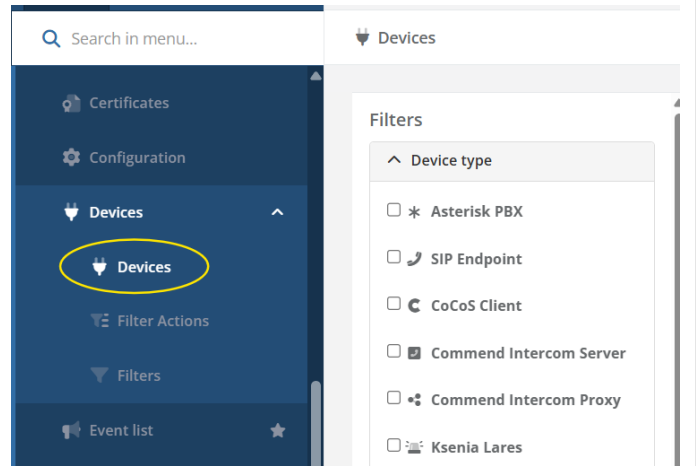 Search in menu...
Certificates
Configuration
Devices
Devices
Filter Actions
Filters
Event list
Devices
Filters
Device type
Asterisk PBX
SIP Endpoint
CoCoS Client
Commend Intercom Server
Commend Intercom Proxy
Ksenia Lares